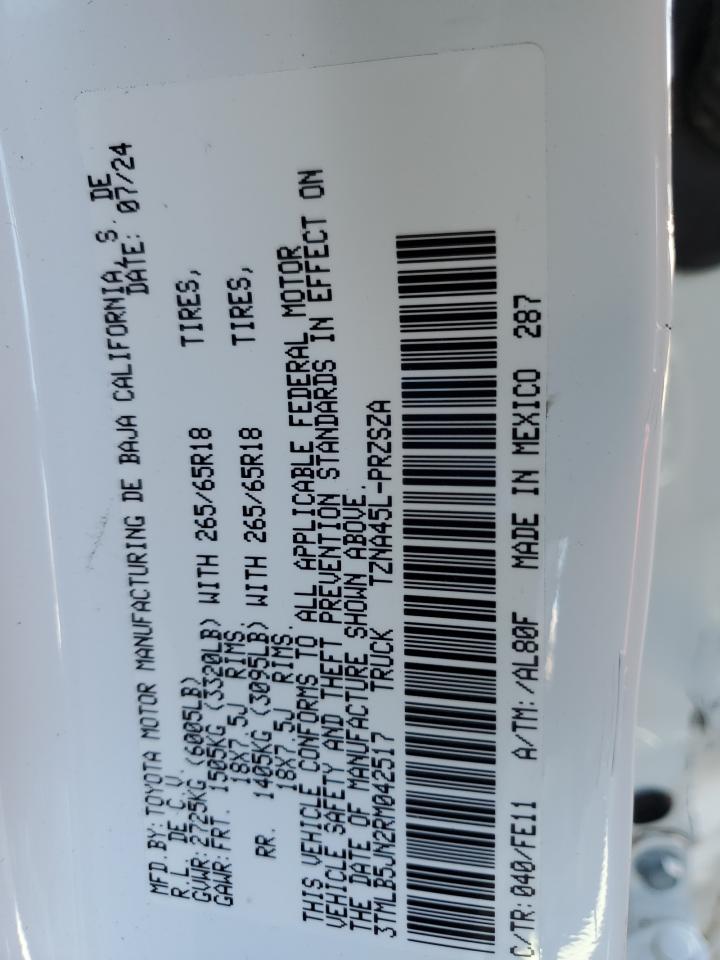 MFD.BY:TOYOTA MOTOR MANUFACTURING DE BAJA CALIFORNIA,S. DE
R.L. DE C.V. DATE: 07/24
GVWR:2725KG (6005LB)
GAWR:FRT. 1505KG (3320LB) WITH 265/65R18 TIRES,
18X7.5J RIMS.
RR. 1405KG (3095LB) WITH 265/65R18 TIRES,
18X7.5J RIMS.
THIS VEHICLE CONFORMS TO ALL APPLICABLE FEDERAL MOTOR
VEHICLE SAFETY AND THEFT PREVENTION STANDARDS IN EFFECT ON
THE DATE OF MANUFACTURE SHOWN ABOVE.
3TMLB5JN2RM042517 TRUCK TZNA45L-PRZSZA
C/TR:040/FE11 A/TM:/AL80F MADE IN MEXICO 287